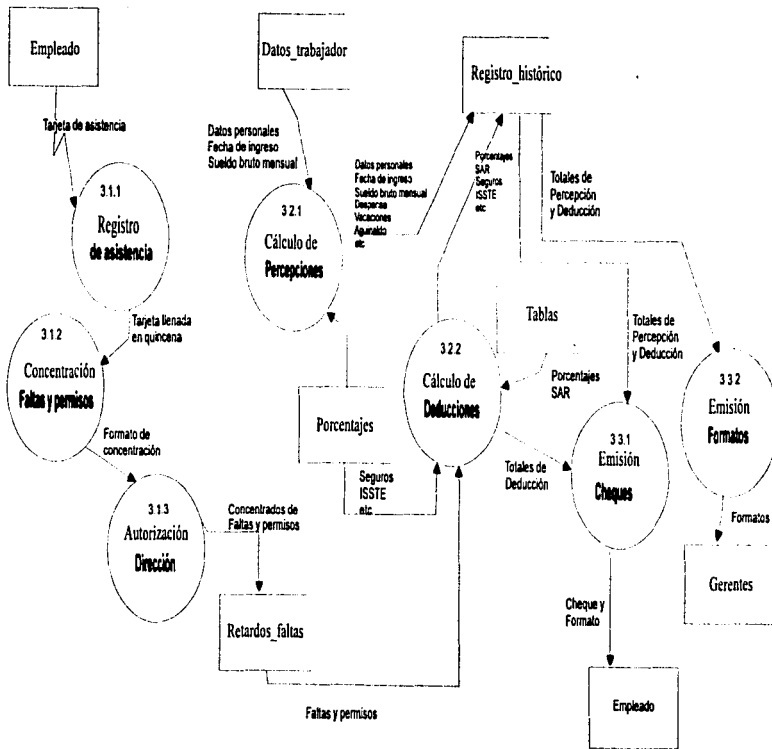 Empleado
Datos_trabajador
Registro_histórico
Tarjeta de asistencia
Datos personales
Fecha de ingreso
Sueldo bruto mensual
Datos personales
Fecha de ingreso
Sueldo bruto mensual
Despensa
Vacaciones
Aguinaldo
etc
Porcentajes
SAR
Seguros
ISSTE
etc
Totales de
Percepción
y Deducción
3.1.1
Registro
de asistencia
3.2.1
Cálculo de
Percepciones
Tarjeta llenada
en quincena
Tablas
Totales de
Percepción
y Deducción
3.1.2
Concentración
Faltas y permisos
3.2.2
Cálculo de
Deducciones
Porcentajes
SAR
3.3.2
Emisión
Formatos
Porcentajes
Formato de
concentración
Seguros
ISSTE
etc
Totales de
Deducción
3.3.1
Emisión
Cheques
3.1.3
Autorización
Dirección
Concentrados de
Faltas y permisos
Formatos
Gerentes
Retardos_faltas
Cheque y
Formato
Faltas y permisos
Empleado